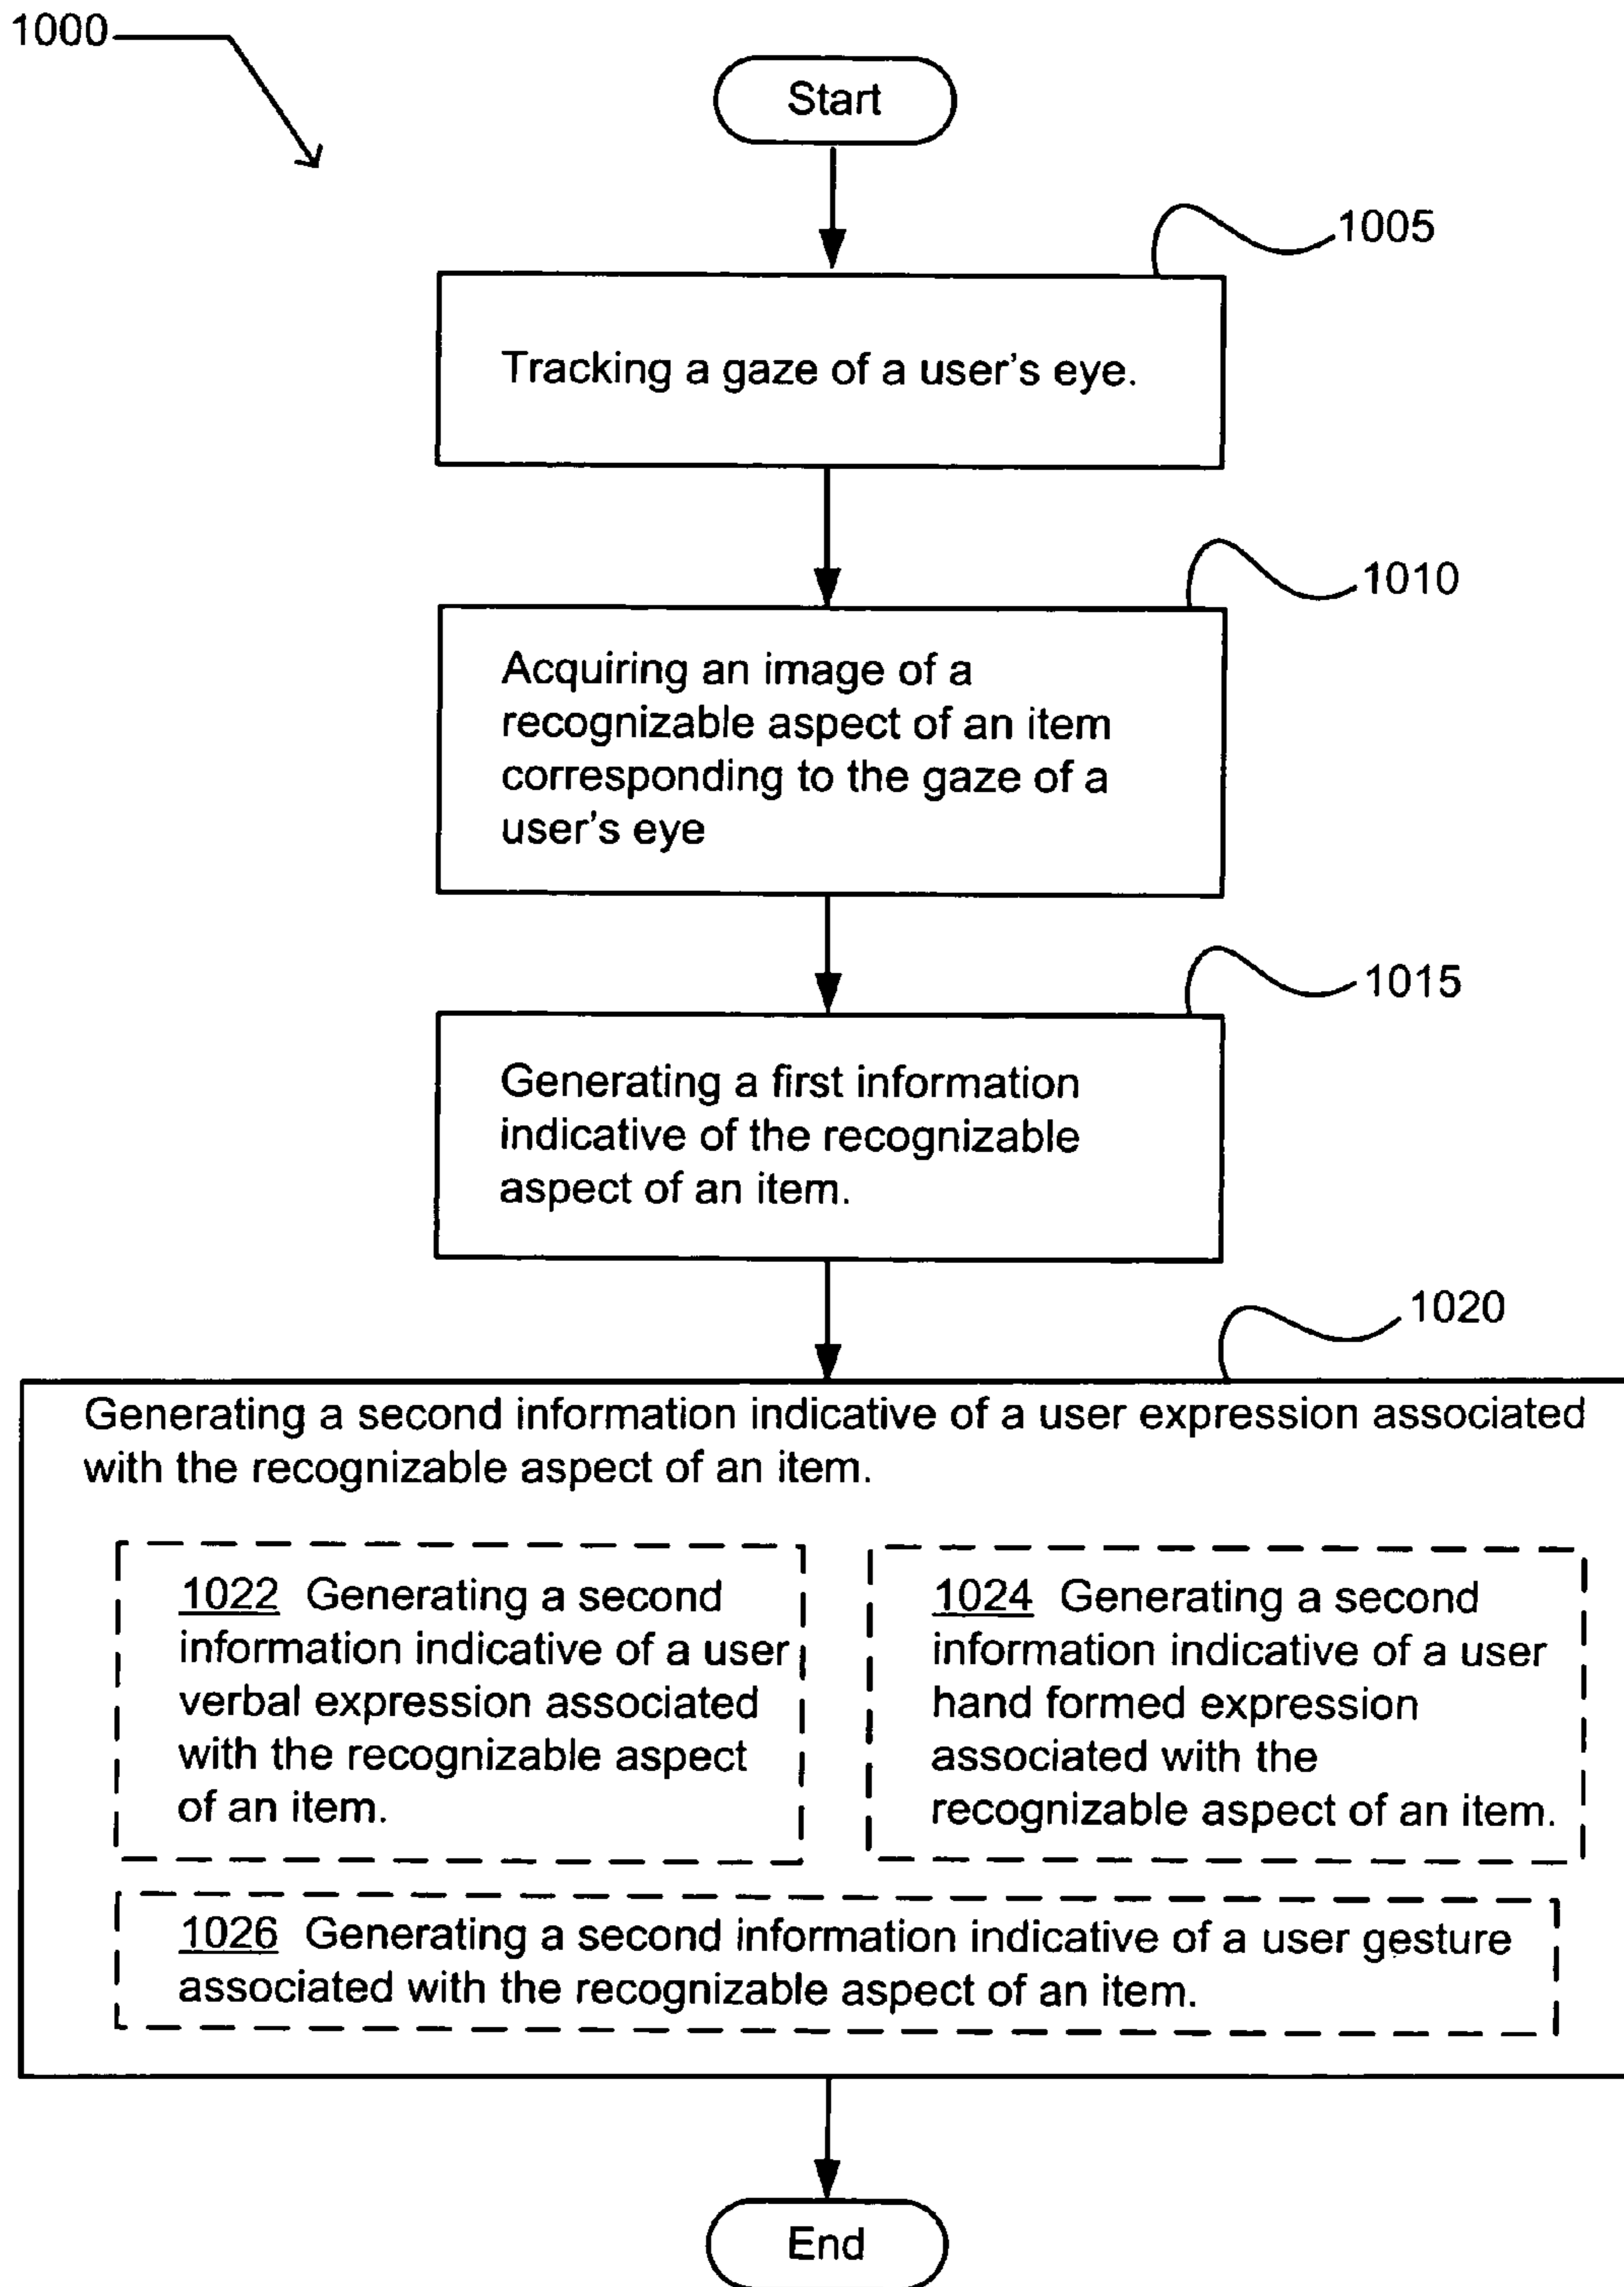 1000
Start
1005
Tracking a gaze of a user's eye.
1010
Acquiring an image of a
recognizable aspect of an item
corresponding to the gaze of a
user's eye
1015
Generating a first information
indicative of the recognizable
aspect of an item.
1020
Generating a second information indicative of a user expression associated
with the recognizable aspect of an item.
1022 Generating a second
information indicative of a user
verbal expression associated
with the recognizable aspect
of an item.
1024 Generating a second
information indicative of a user
hand formed expression
associated with the
recognizable aspect of an item.
1026 Generating a second information indicative of a user gesture
associated with the recognizable aspect of an item.
End